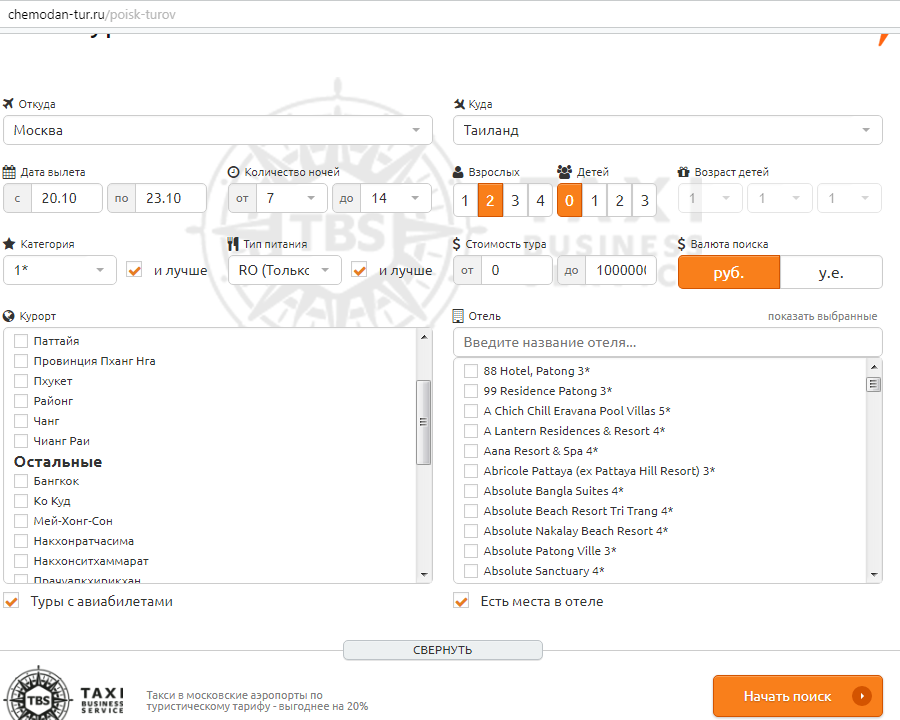 chemodan-tur.ru/poisk-turov
Откуда
Куда
Москва
Таиланд
Дата вылета
Количество ночей
Взрослых
Детей
Возраст детей
с 20.10 по 23.10
от 7 до 14
1 2 3 4
0 1 2 3
1 1 1
Категория
Тип питания
Стоимость тура
Валюта поиска
1* и лучше
RO (Только и лучше
от 0 до 1000000
руб. у.е.
TBS
TAXI
BUSINESS
SERVICE
Курорт
Отель
показать выбранные
Паттайя
Провинция Пханг Нга
Пхукет
Районг
Чанг
Чианг Раи
Остальные
Бангкок
Ко Куд
Мей-Хонг-Сон
Накхонратчасима
Накхонситхаммарат
Прачуапкхирикхан
Введите название отеля...
88 Hotel, Patong 3*
99 Residence Patong 3*
A Chich Chill Eravana Pool Villas 5*
A Lantern Residences & Resort 4*
Aana Resort & Spa 4*
Abricole Pattaya (ex Pattaya Hill Resort) 3*
Absolute Bangla Suites 4*
Absolute Beach Resort Tri Trang 4*
Absolute Nakalay Beach Resort 4*
Absolute Patong Ville 3*
Absolute Sanctuary 4*
Туры с авиабилетами
Есть места в отеле
СВЕРНУТЬ
TBS
TAXI
BUSINESS
SERVICE
Такси в московские аэропорты по
туристическому тарифу - выгоднее на 20%
Начать поиск